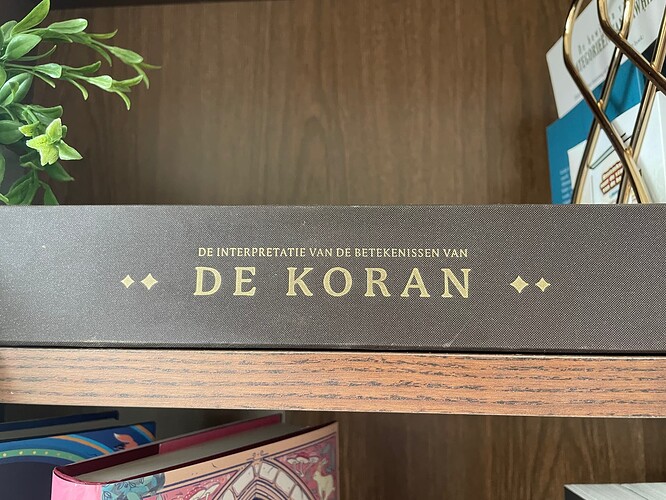 DE INTERPRETATIE VAN DE BETEKENISSEN VAN
DE KORAN